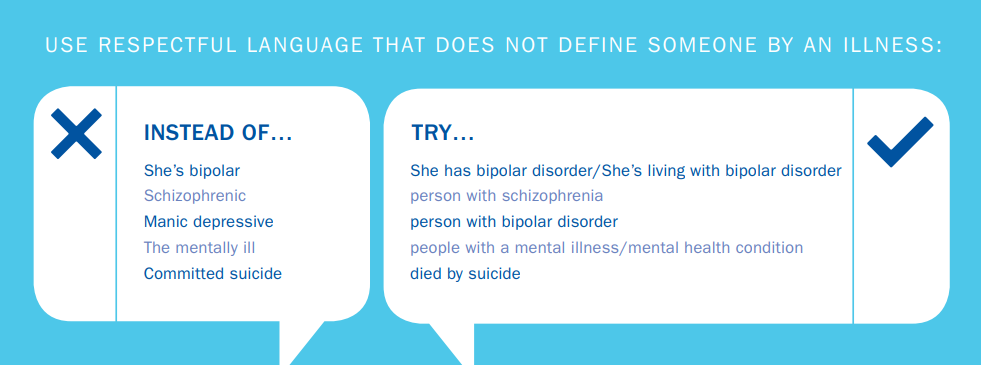 USE RESPECTFUL LANGUAGE THAT DOES NOT DEFINE SOMEONE BY AN ILLNESS:
INSTEAD OF...
She's bipolar
Schizophrenic
Manic depressive
The mentally ill
Committed suicide
TRY...
She has bipolar disorder/She's living with bipolar disorder
person with schizophrenia
person with bipolar disorder
people with a mental illness/mental health condition
died by suicide